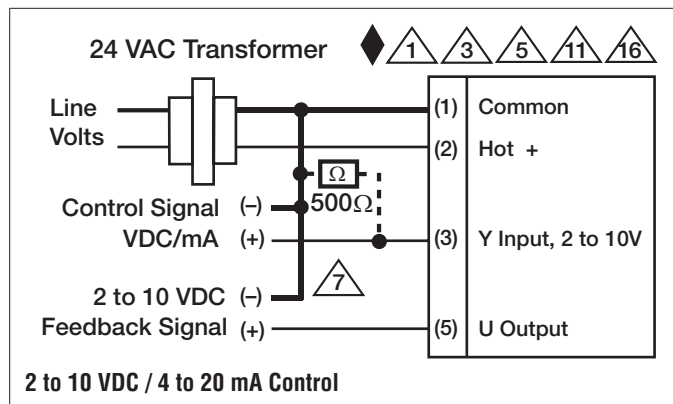 24 VAC Transformer
1 3 5 11 16
Line
Volts
(1) Common
(2) Hot +
Ω
500Ω
Control Signal (–)
VDC/mA (+)
(3) Y Input, 2 to 10V
7
2 to 10 VDC (–)
Feedback Signal (+)
(5) U Output
2 to 10 VDC / 4 to 20 mA Control